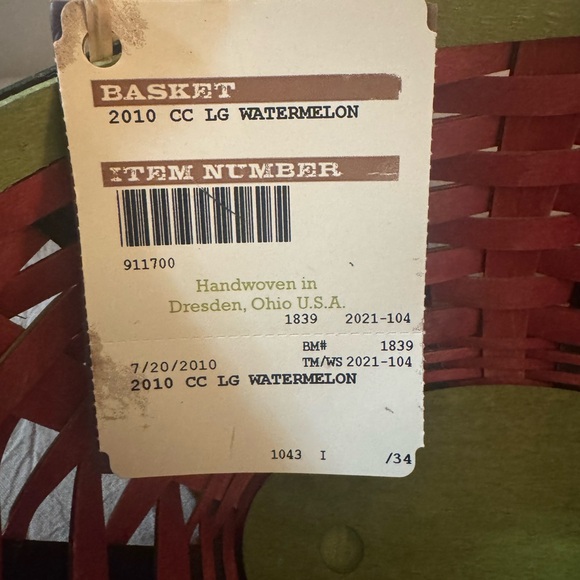 BASKET
2010 CC LG WATERMELON
ITEM NUMBER
911700
Handwoven in
Dresden, Ohio U.S.A.
1839 2021-104
BM# 1839
7/20/2010 TM/WS 2021-104
2010 CC LG WATERMELON
1043 I /34